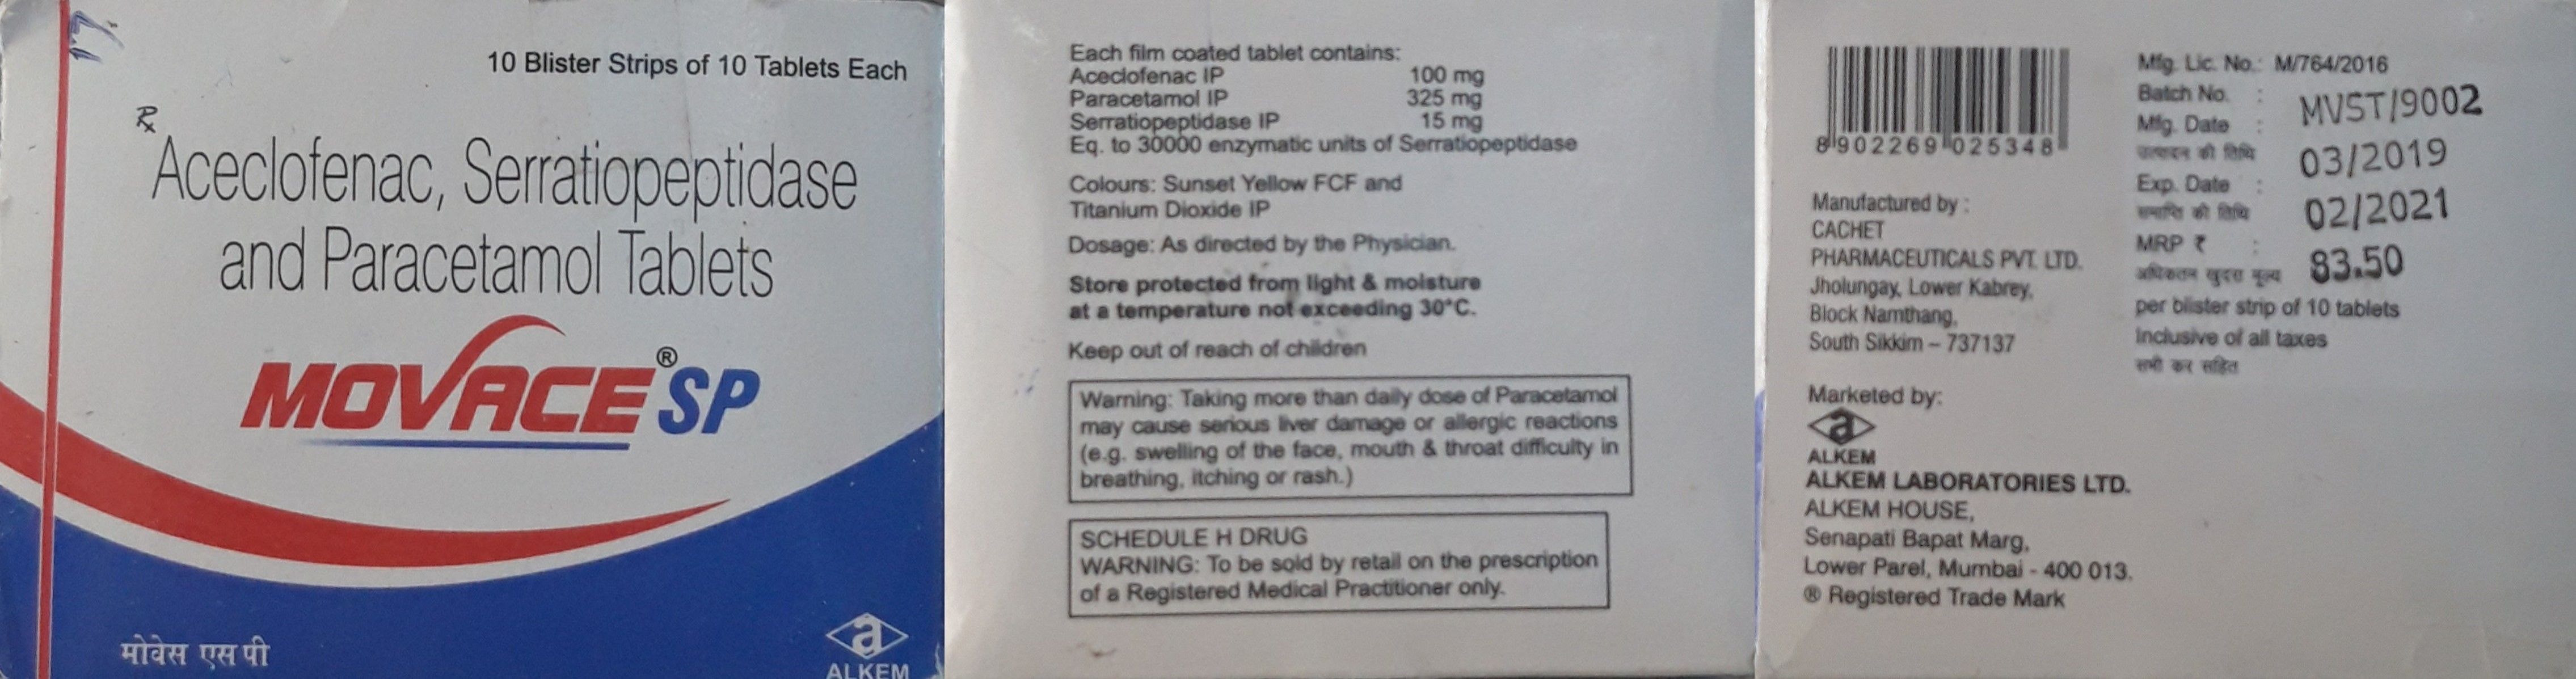 10 Blister Strips of 10 Tablets Each
Rx
Aceclofenac, Serratiopeptidase
and Paracetamol Tablets
MOVACE® SP
मोवेस एस पी
a
ALKEM
Each film coated tablet contains:
Aceclofenac IP 100 mg
Paracetamol IP 325 mg
Serratiopeptidase IP 15 mg
Eq. to 30000 enzymatic units of Serratiopeptidase
Colours: Sunset Yellow FCF and
Titanium Dioxide IP
Dosage: As directed by the Physician.
Store protected from light & moisture
at a temperature not exceeding 30°C.
Keep out of reach of children
Warning: Taking more than daily dose of Paracetamol
may cause serious liver damage or allergic reactions
(e.g. swelling of the face, mouth & throat difficulty in
breathing, itching or rash.)
SCHEDULE H DRUG
WARNING: To be sold by retail on the prescription
of a Registered Medical Practitioner only.
8 902269 025348
Manufactured by :
CACHET
PHARMACEUTICALS PVT. LTD.
Jholungay, Lower Kabrey,
Block Namthang,
South Sikkim – 737137
Marketed by:
a
ALKEM
ALKEM LABORATORIES LTD.
ALKEM HOUSE,
Senapati Bapat Marg,
Lower Parel, Mumbai - 400 013.
® Registered Trade Mark
Mfg. Lic. No.: M/764/2016
Batch No. : MVST/9002
Mfg. Date : 03/2019
उत्पादन की तिथि
Exp. Date : 02/2021
समाप्ति की तिथि
MRP ₹ : 83.50
अधिकतम खुदरा मूल्य
per blister strip of 10 tablets
Inclusive of all taxes
सभी कर सहित